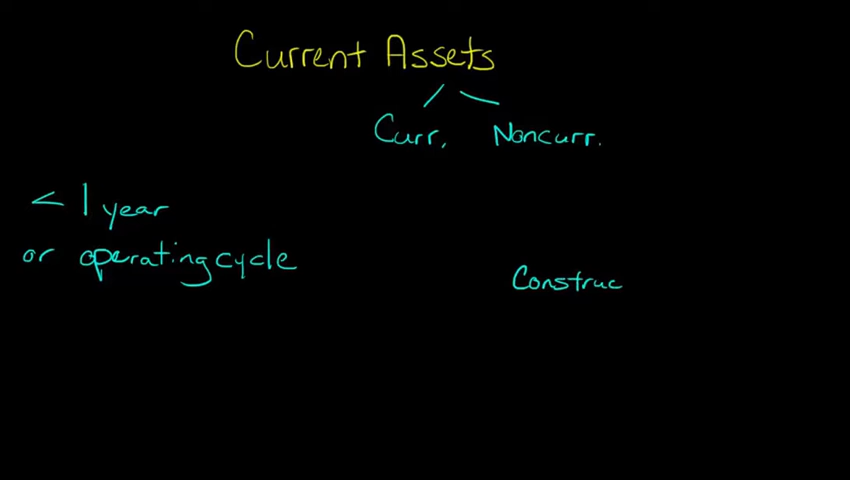 Current Assets
Curr. Noncurr.
< 1 year
or operating cycle
Construc